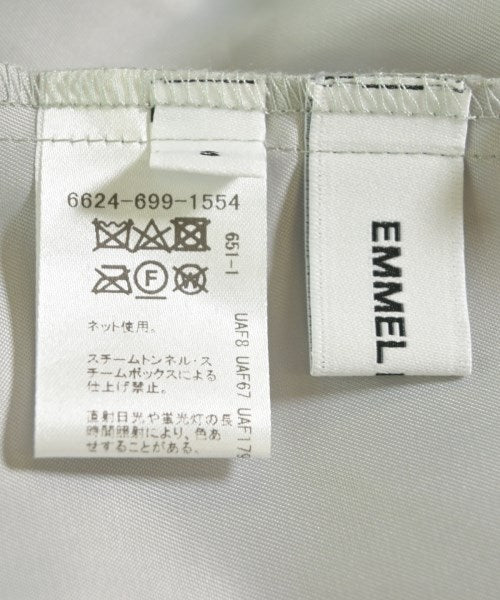 6624-699-1554
651-1
UAF8 UAF67 UAF179
F
W
ネット使用。
スチームトンネル・ス
チームボックスによる
仕上げ禁止。
直射日光や蛍光灯の長
時間照射により、色あ
せすることがある。
EMMEL